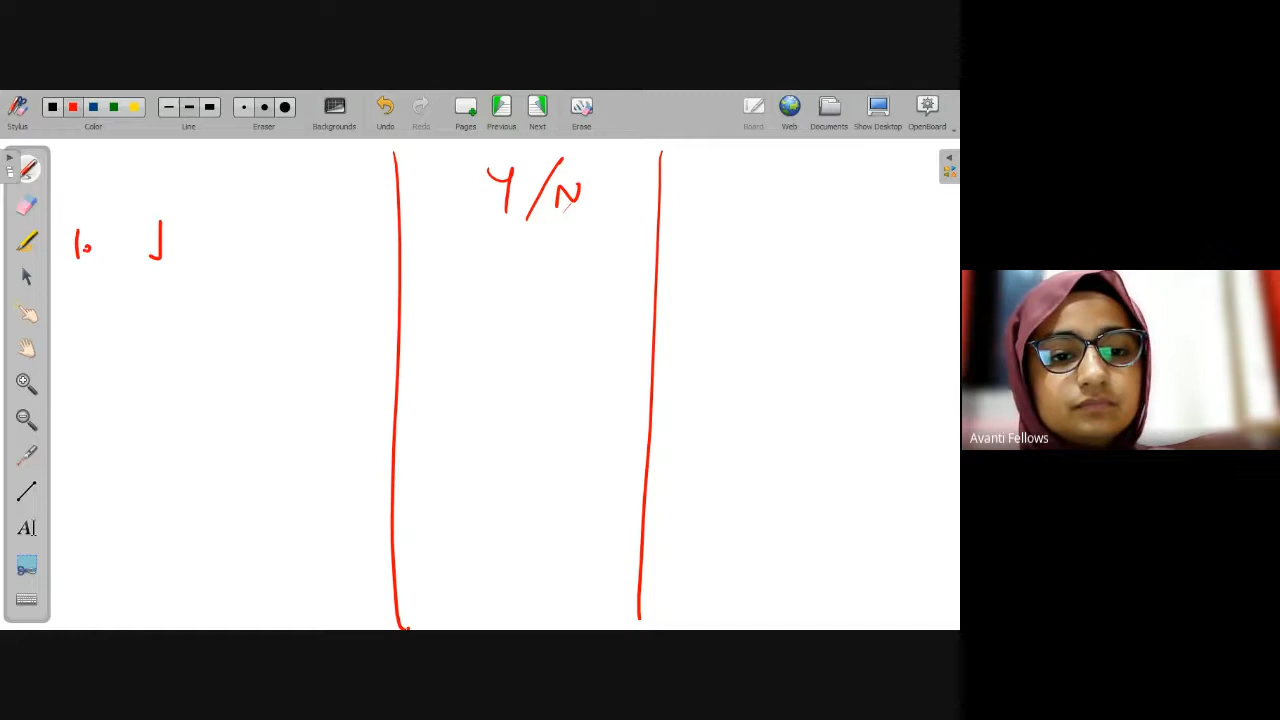 Stylus
Color
Line
Eraser
Backgrounds
Undo
Redo
Pages
Previous
Next
Erase
Board
Web
Documents
Show Desktop
OpenBoard
Y/N
1. J
Avanti Fellows